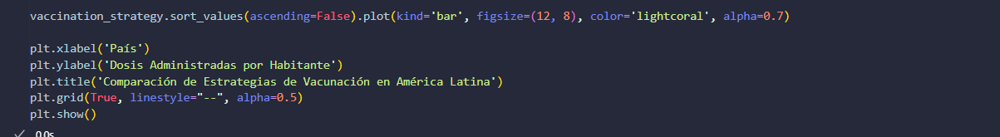 vaccination_strategy.sort_values(ascending=False).plot(kind='bar', figsize=(12, 8), color='lightcoral', alpha=0.7)
plt.xlabel('País')
plt.ylabel('Dosis Administradas por Habitante')
plt.title('Comparación de Estrategias de Vacunación en América Latina')
plt.grid(True, linestyle="--", alpha=0.5)
plt.show()
0.0s